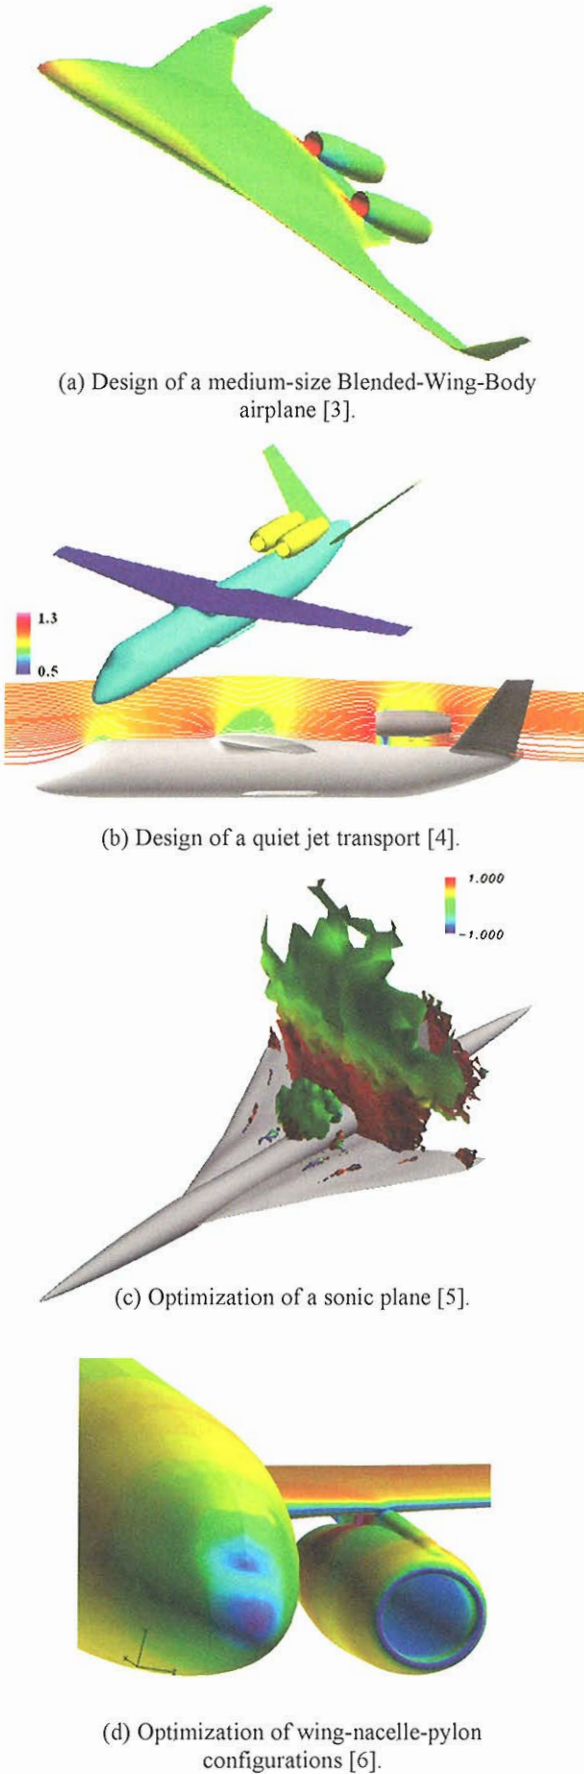 (a) Design of a medium-size Blended-Wing-Body
airplane [3].
1.3
0.5
(b) Design of a quiet jet transport [4].
1.000
-1.000
(c) Optimization of a sonic plane [5].
(d) Optimization of wing-nacelle-pylon
configurations [6].